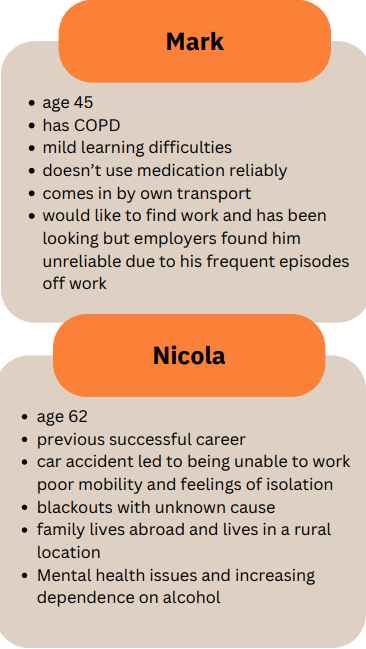 Mark
• age 45
• has COPD
• mild learning difficulties
• doesn’t use medication reliably
• comes in by own transport
• would like to find work and has been
looking but employers found him
unreliable due to his frequent episodes
off work
Nicola
• age 62
• previous successful career
• car accident led to being unable to work
poor mobility and feelings of isolation
• blackouts with unknown cause
• family lives abroad and lives in a rural
location
• Mental health issues and increasing
dependence on alcohol